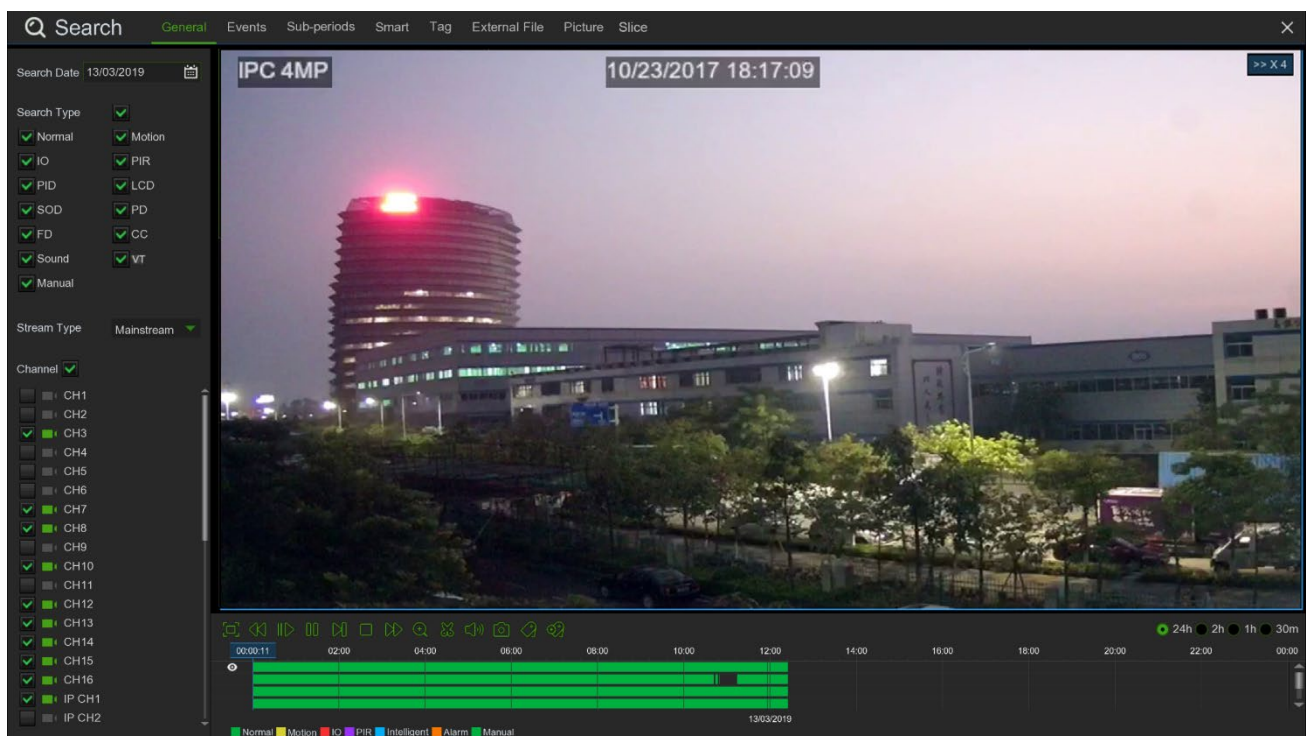 Search General Events Sub-periods Smart Tag External File Picture Slice
Search Date 13/03/2019
Search Type
Normal Motion
IO PIR
PID LCD
SOD PD
FD CC
Sound VT
Manual
Stream Type Mainstream
Channel
CH1
CH2
CH3
CH4
CH5
CH6
CH7
CH8
CH9
CH10
CH11
CH12
CH13
CH14
CH15
CH16
IP CH1
IP CH2
IPC 4MP 10/23/2017 18:17:09 >> X 4
24h 2h 1h 30m
00:00:11 02:00 04:00 06:00 08:00 10:00 12:00 14:00 16:00 18:00 20:00 22:00 00:00
13/03/2019
Normal Motion IO PIR Intelligent Alarm Manual